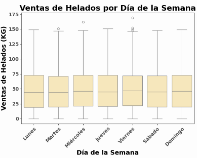 Ventas de Helados por Día de la Semana
Ventas de Helados (KG)
175
150
125
100
75
50
25
0
Lunes
Martes
Miércoles
Jueves
Viernes
Sábado
Domingo
Día de la Semana